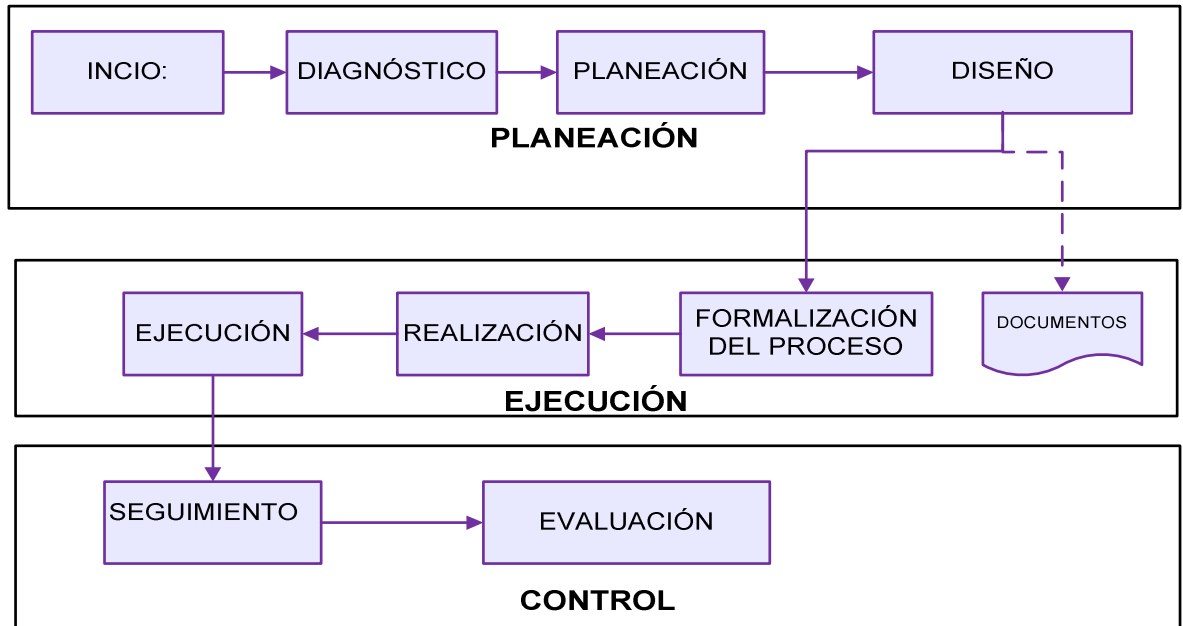 INCIO:
DIAGNÓSTICO
PLANEACIÓN
DISEÑO
PLANEACIÓN
EJECUCIÓN
REALIZACIÓN
FORMALIZACIÓN
DEL PROCESO
DOCUMENTOS
EJECUCIÓN
SEGUIMIENTO
EVALUACIÓN
CONTROL